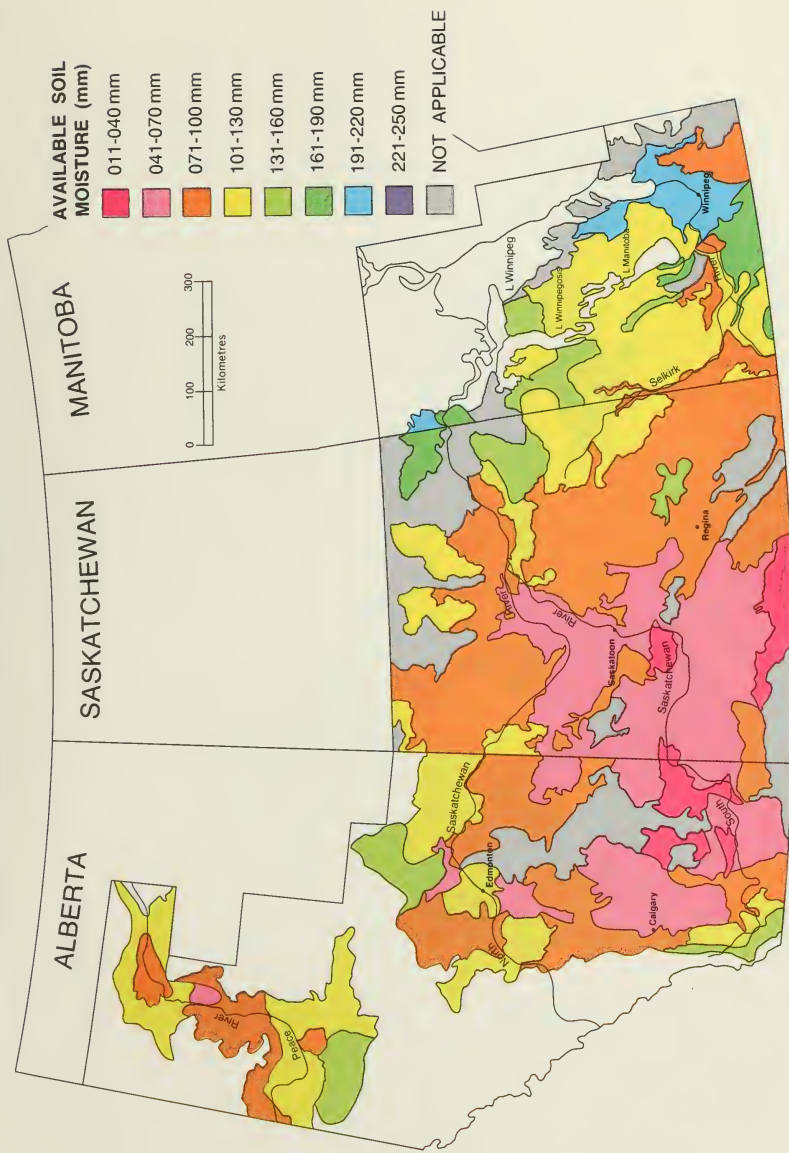 ALBERTA
SASKATCHEWAN
MANITOBA
AVAILABLE SOIL
MOISTURE (mm)
011-040 mm
041-070 mm
071-100 mm
101-130 mm
131-160 mm
161-190 mm
191-220 mm
221-250 mm
NOT APPLICABLE
0 100 200 300
Kilometres
Peace
River
North
Saskatchewan
River
Edmonton
Calgary
South
Saskatchewan
River
Saskatoon
Regina
Selkirk
River
L Winnipeg
L Winnipegosis
L Manitoba
Winnipeg